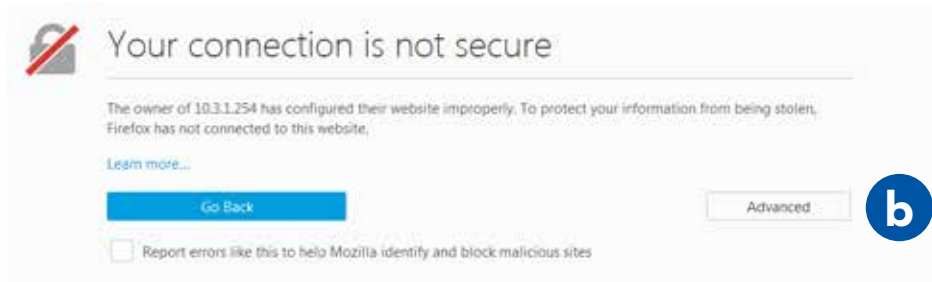 Your connection is not secure
The owner of 10.3.1.254 has configured their website improperly. To protect your information from being stolen,
Firefox has not connected to this website.
Learn more...
Go Back
Advanced
b
Report errors like this to help Mozilla identify and block malicious sites